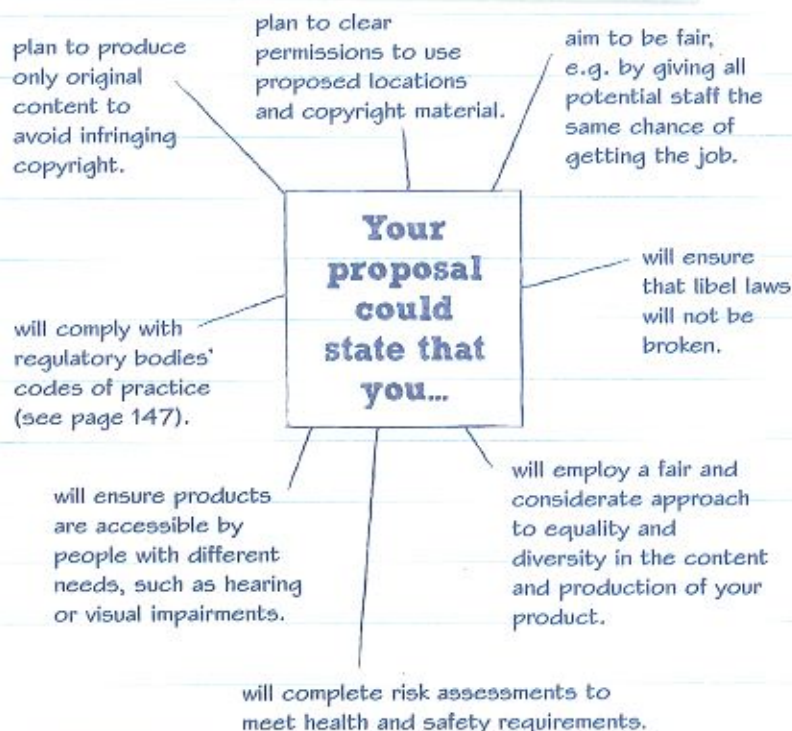 plan to produce
only original
content to
avoid infringing
copyright.
plan to clear
permissions to use
proposed locations
and copyright material.
aim to be fair,
e.g. by giving all
potential staff the
same chance of
getting the job.
Your
proposal
could
state that
you...
will ensure
that libel laws
will not be
broken.
will comply with
regulatory bodies'
codes of practice
(see page 147).
will ensure products
are accessible by
people with different
needs, such as hearing
or visual impairments.
will employ a fair and
considerate approach
to equality and
diversity in the content
and production of your
product.
will complete risk assessments to
meet health and safety requirements.